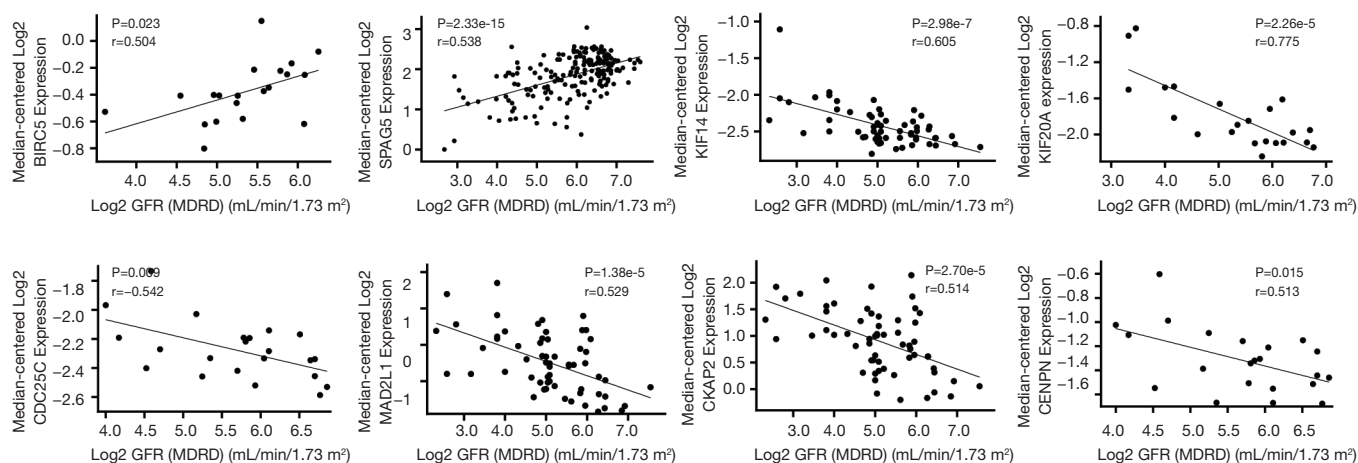 Median-centered Log2
BIRC5 Expression
P=0.023
r=0.504
0.0
−0.2
−0.4
−0.6
−0.8
4.0 4.5 5.0 5.5 6.0
Log2 GFR (MDRD) (mL/min/1.73 m²)
Median-centered Log2
SPAG5 Expression
P=2.33e-15
r=0.538
3
2
1
0
3.0 4.0 5.0 6.0 7.0
Log2 GFR (MDRD) (mL/min/1.73 m²)
Median-centered Log2
KIF14 Expression
P=2.98e-7
r=0.605
−1.0
−1.5
−2.0
−2.5
3.0 4.0 5.0 6.0 7.0
Log2 GFR (MDRD) (mL/min/1.73 m²)
Median-centered Log2
KIF20A expression
P=2.26e-5
r=0.775
−0.8
−1.2
−1.6
−2.0
3.0 4.0 5.0 6.0 7.0
Log2 GFR (MDRD) (mL/min/1.73 m²)
Median-centered Log2
CDC25C Expression
P=0.009
r=−0.542
−1.8
−2.0
−2.2
−2.4
−2.6
4.0 4.5 5.0 5.5 6.0 6.5
Log2 GFR (MDRD) (mL/min/1.73 m²)
Median-centered Log2
MAD2L1 Expression
P=1.38e-5
r=0.529
2
1
0
−1
3.0 4.0 5.0 6.0 7.0
Log2 GFR (MDRD) (mL/min/1.73 m²)
Median-centered Log2
CKAP2 Expression
P=2.70e-5
r=0.514
2.0
1.5
1.0
0.5
0.0
3.0 4.0 5.0 6.0 7.0
Log2 GFR (MDRD) (mL/min/1.73 m²)
Median-centered Log2
CENPN Expression
P=0.015
r=0.513
−0.6
−0.8
−1.0
−1.2
−1.4
−1.6
4.0 4.5 5.0 5.5 6.0 6.5
Log2 GFR (MDRD) (mL/min/1.73 m²)